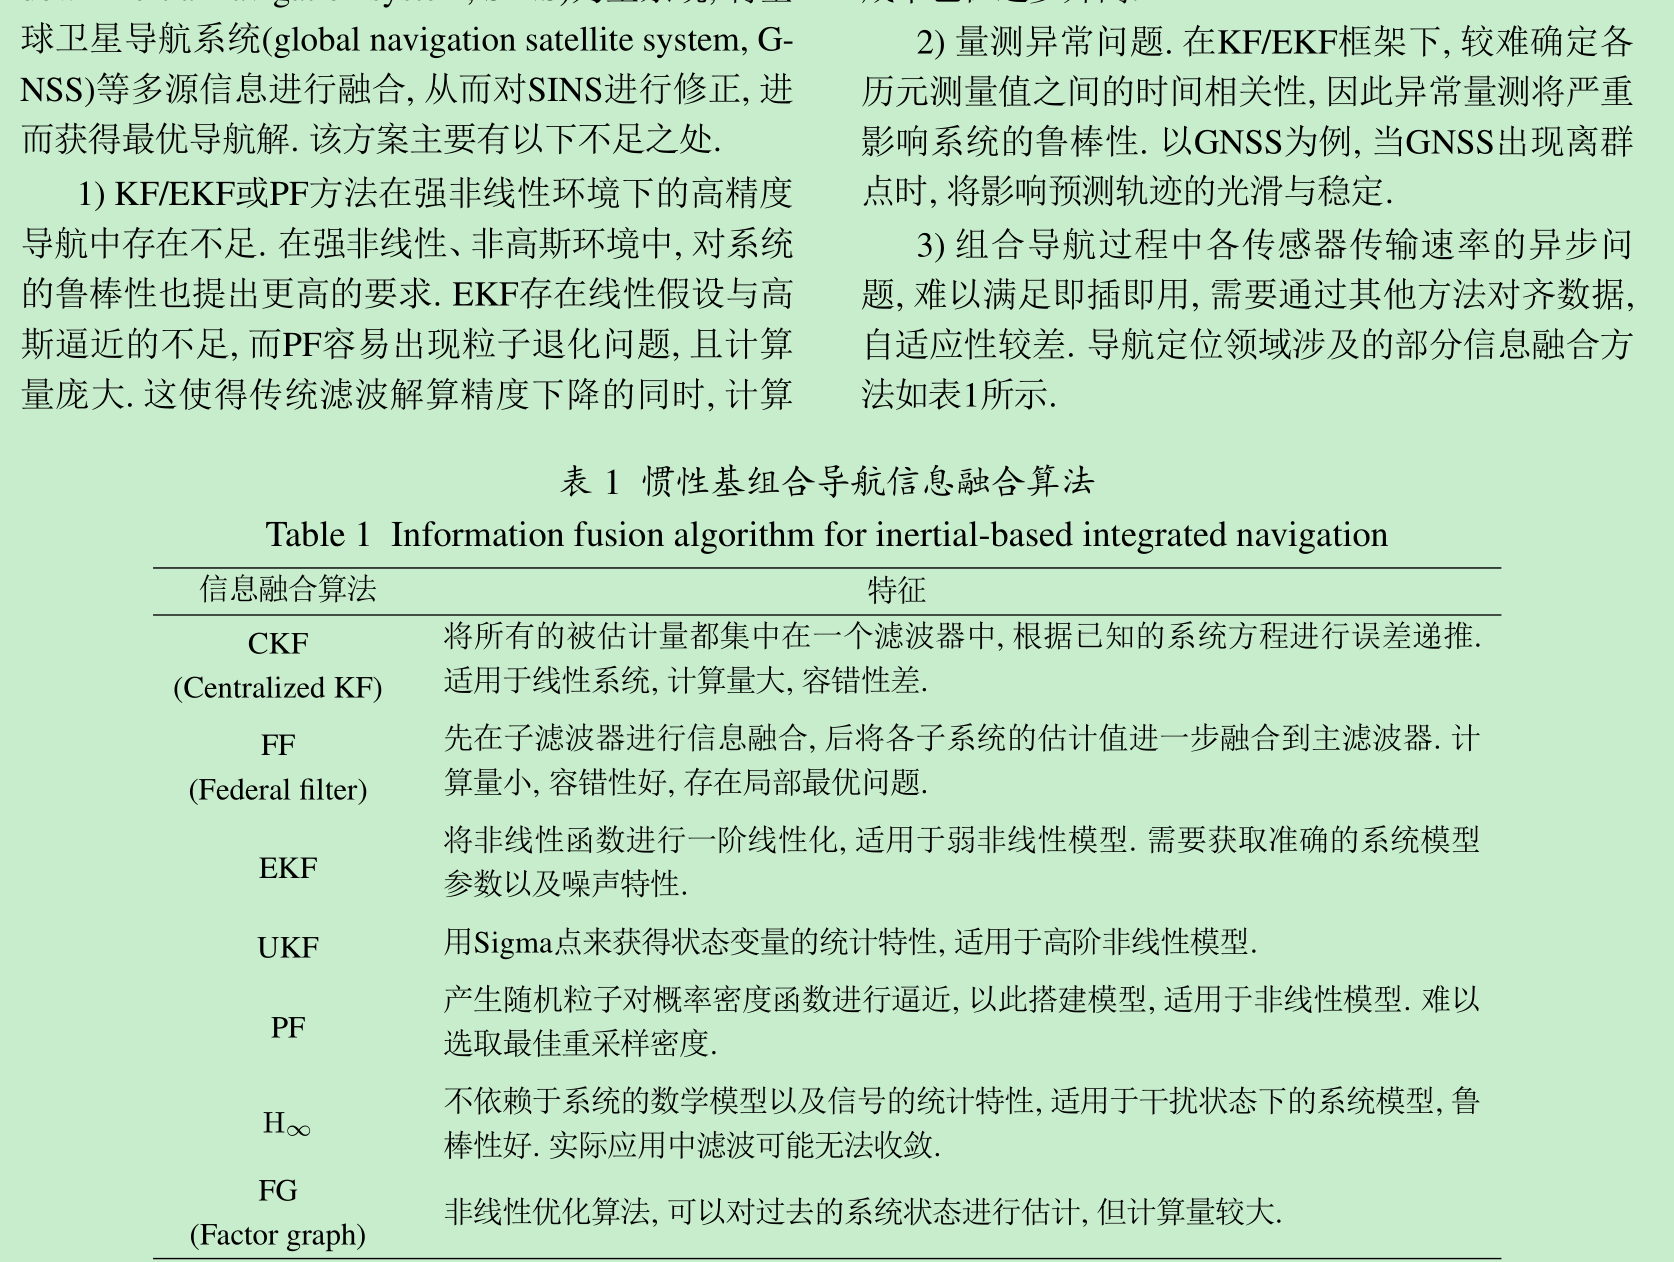 球卫星导航系统(global navigation satellite system, G-
NSS)等多源信息进行融合, 从而对SINS进行修正, 进
而获得最优导航解. 该方案主要有以下不足之处.
1) KF/EKF或PF方法在强非线性环境下的高精度
导航中存在不足. 在强非线性、非高斯环境中, 对系统
的鲁棒性也提出更高的要求. EKF存在线性假设与高
斯逼近的不足, 而PF容易出现粒子退化问题, 且计算
量庞大. 这使得传统滤波解算精度下降的同时, 计算
2) 量测异常问题. 在KF/EKF框架下, 较难确定各
历元测量值之间的时间相关性, 因此异常量测将严重
影响系统的鲁棒性. 以GNSS为例, 当GNSS出现离群
点时, 将影响预测轨迹的光滑与稳定.
3) 组合导航过程中各传感器传输速率的异步问
题, 难以满足即插即用, 需要通过其他方法对齐数据,
自适应性较差. 导航定位领域涉及的部分信息融合方
法如表1所示.
表 1 惯性基组合导航信息融合算法
Table 1 Information fusion algorithm for inertial-based integrated navigation
信息融合算法 特征
CKF
(Centralized KF)
将所有的被估计量都集中在一个滤波器中, 根据已知的系统方程进行误差递推.
适用于线性系统, 计算量大, 容错性差.
FF
(Federal filter)
先在子滤波器进行信息融合, 后将各子系统的估计值进一步融合到主滤波器. 计
算量小, 容错性好, 存在局部最优问题.
EKF
将非线性函数进行一阶线性化, 适用于弱非线性模型. 需要获取准确的系统模型
参数以及噪声特性.
UKF
用Sigma点来获得状态变量的统计特性, 适用于高阶非线性模型.
PF
产生随机粒子对概率密度函数进行逼近, 以此搭建模型, 适用于非线性模型. 难以
选取最佳重采样密度.
H∞
不依赖于系统的数学模型以及信号的统计特性, 适用于干扰状态下的系统模型, 鲁
棒性好. 实际应用中滤波可能无法收敛.
FG
(Factor graph)
非线性优化算法, 可以对过去的系统状态进行估计, 但计算量较大.